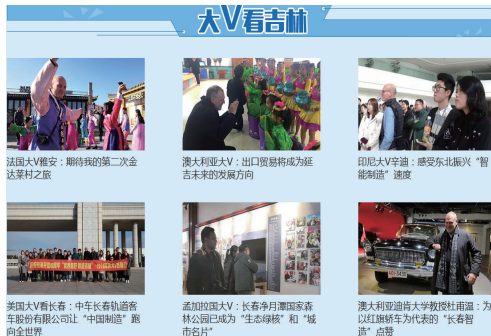 大V看吉林
法国大V雅安：期待我的第二次金
达莱村之旅
澳大利亚大V：出口贸易将成为延
吉未来的发展方向
印尼大V辛迪：感受东北振兴“智
能制造”速度
美国大V看长春：中车长春轨道客
车股份有限公司让“中国制造”跑
向全世界
孟加拉国大V：长春净月潭国家森
林公园已成为“生态绿核”和“城
市名片”
澳大利亚迪肯大学教授杜甫温：为
以红旗轿车为代表的“长春智
造”点赞